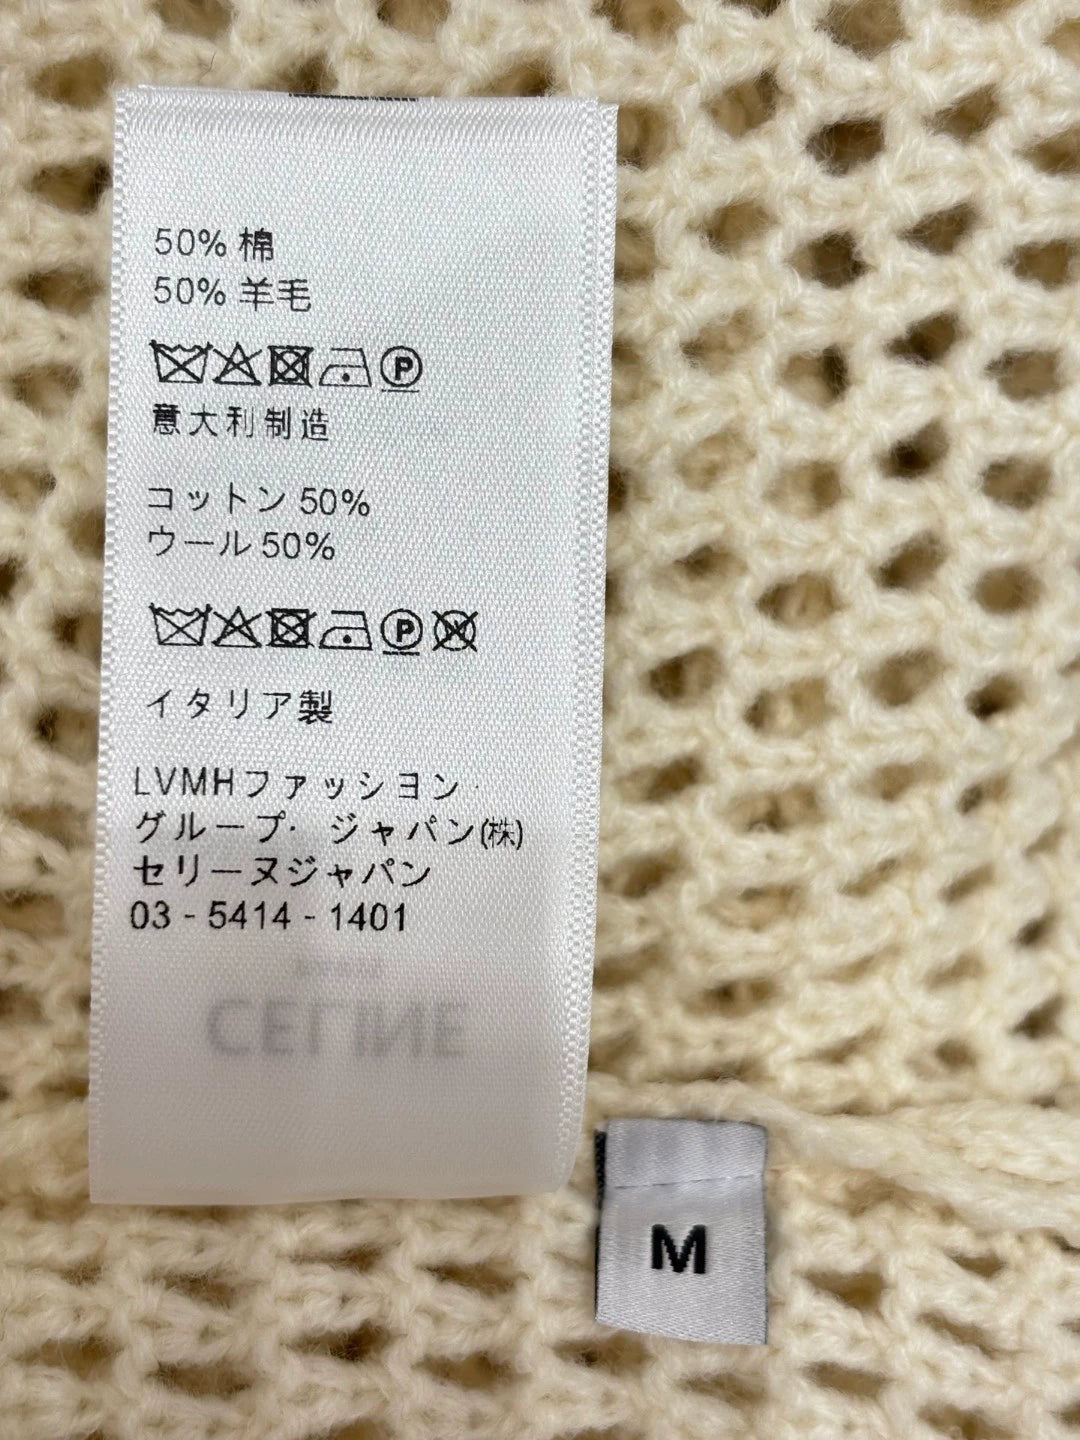 50% 棉
50% 羊毛
P
意大利制造
コットン 50%
ウール 50%
P W
イタリア製
LVMHファッション
グループ· ジャパン(株)
セリーヌジャパン
03 - 5414 - 1401
CELINE
M